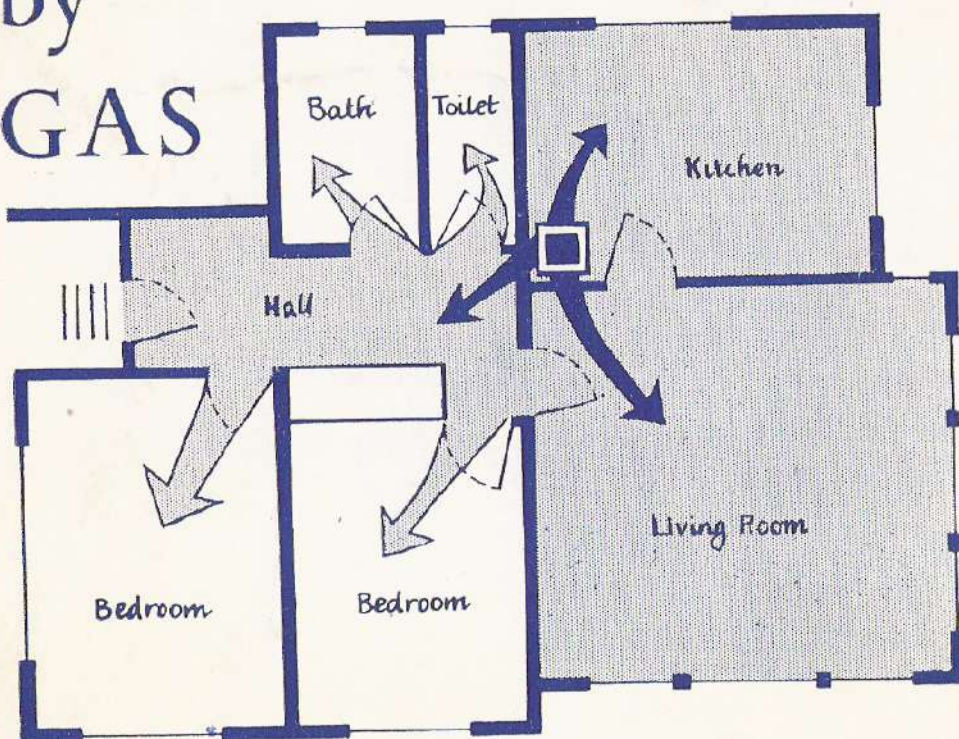 by
GAS
Bath
Toilet
Kitchen
Hall
Living Room
Bedroom
Bedroom